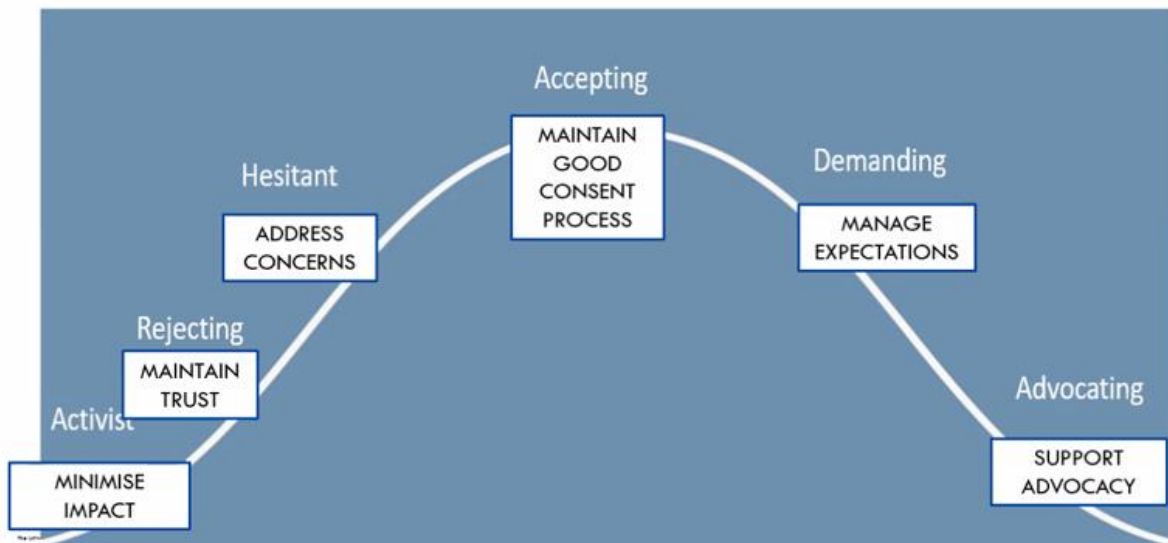 Accepting
MAINTAIN
GOOD
CONSENT
PROCESS
Hesitant
ADDRESS
CONCERNS
Demanding
MANAGE
EXPECTATIONS
Rejecting
MAINTAIN
TRUST
Activist
MINIMISE
IMPACT
Advocating
SUPPORT
ADVOCACY